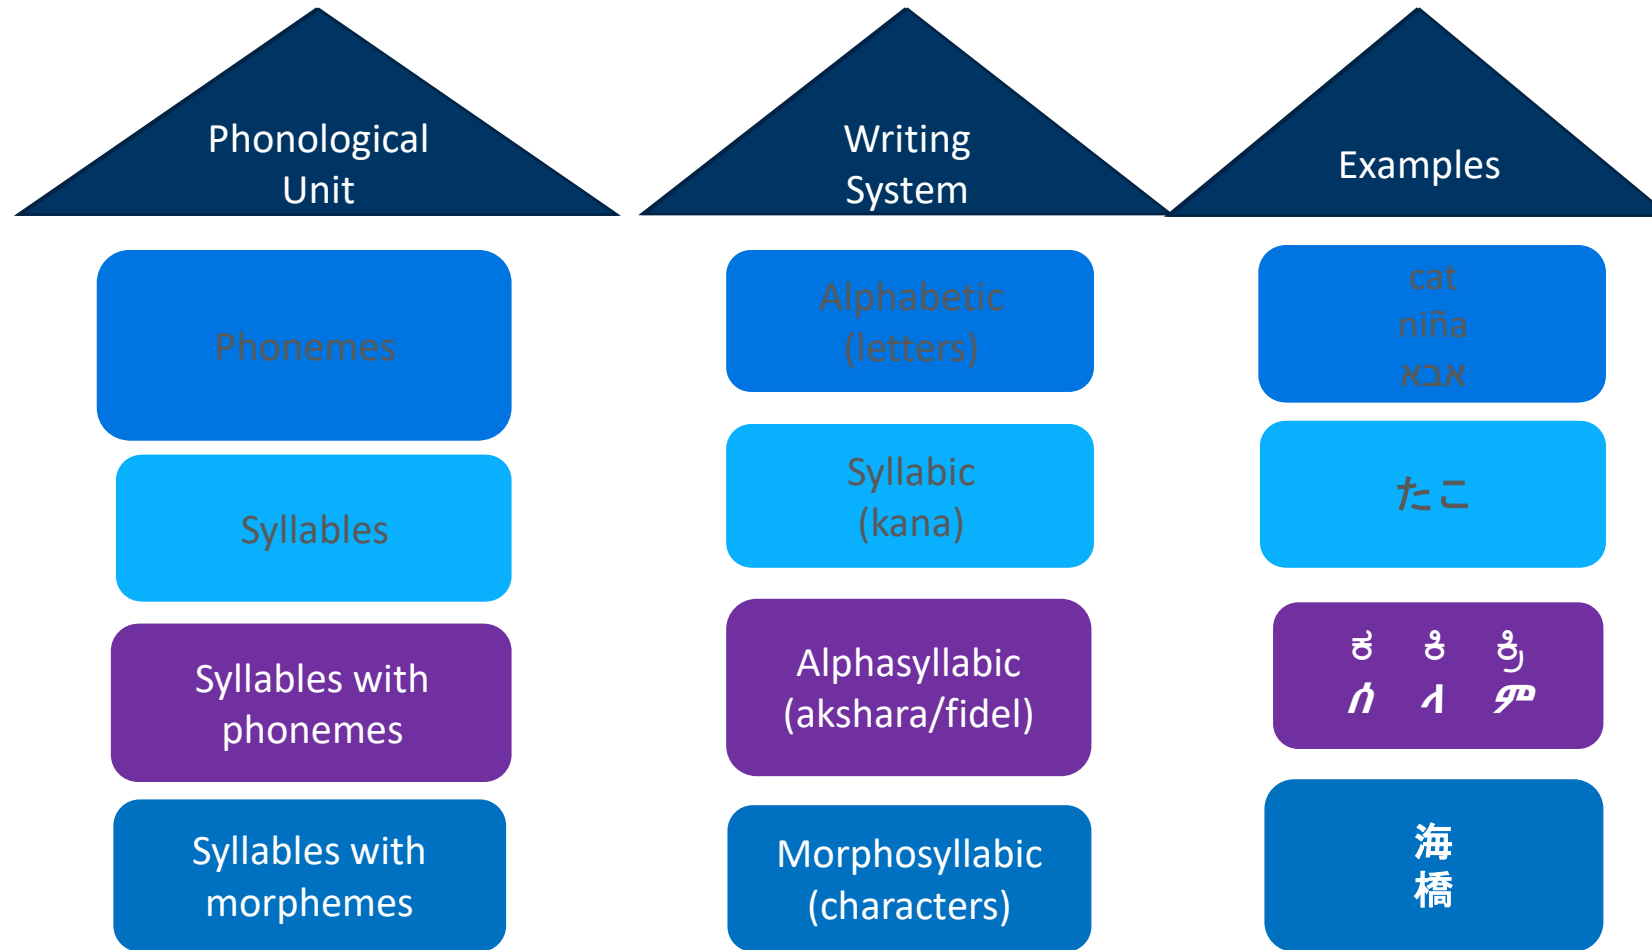 Phonological
Unit
Writing
System
Examples
Phonemes
Alphabetic
(letters)
cat
niña
אבא
Syllables
Syllabic
(kana)
たこ
Syllables with
phonemes
Alphasyllabic
(akshara/fidel)
ಕ ಕಿ ಕ್ರಿ
ሰ ላ ም
Syllables with
morphemes
Morphosyllabic
(characters)
海
橋